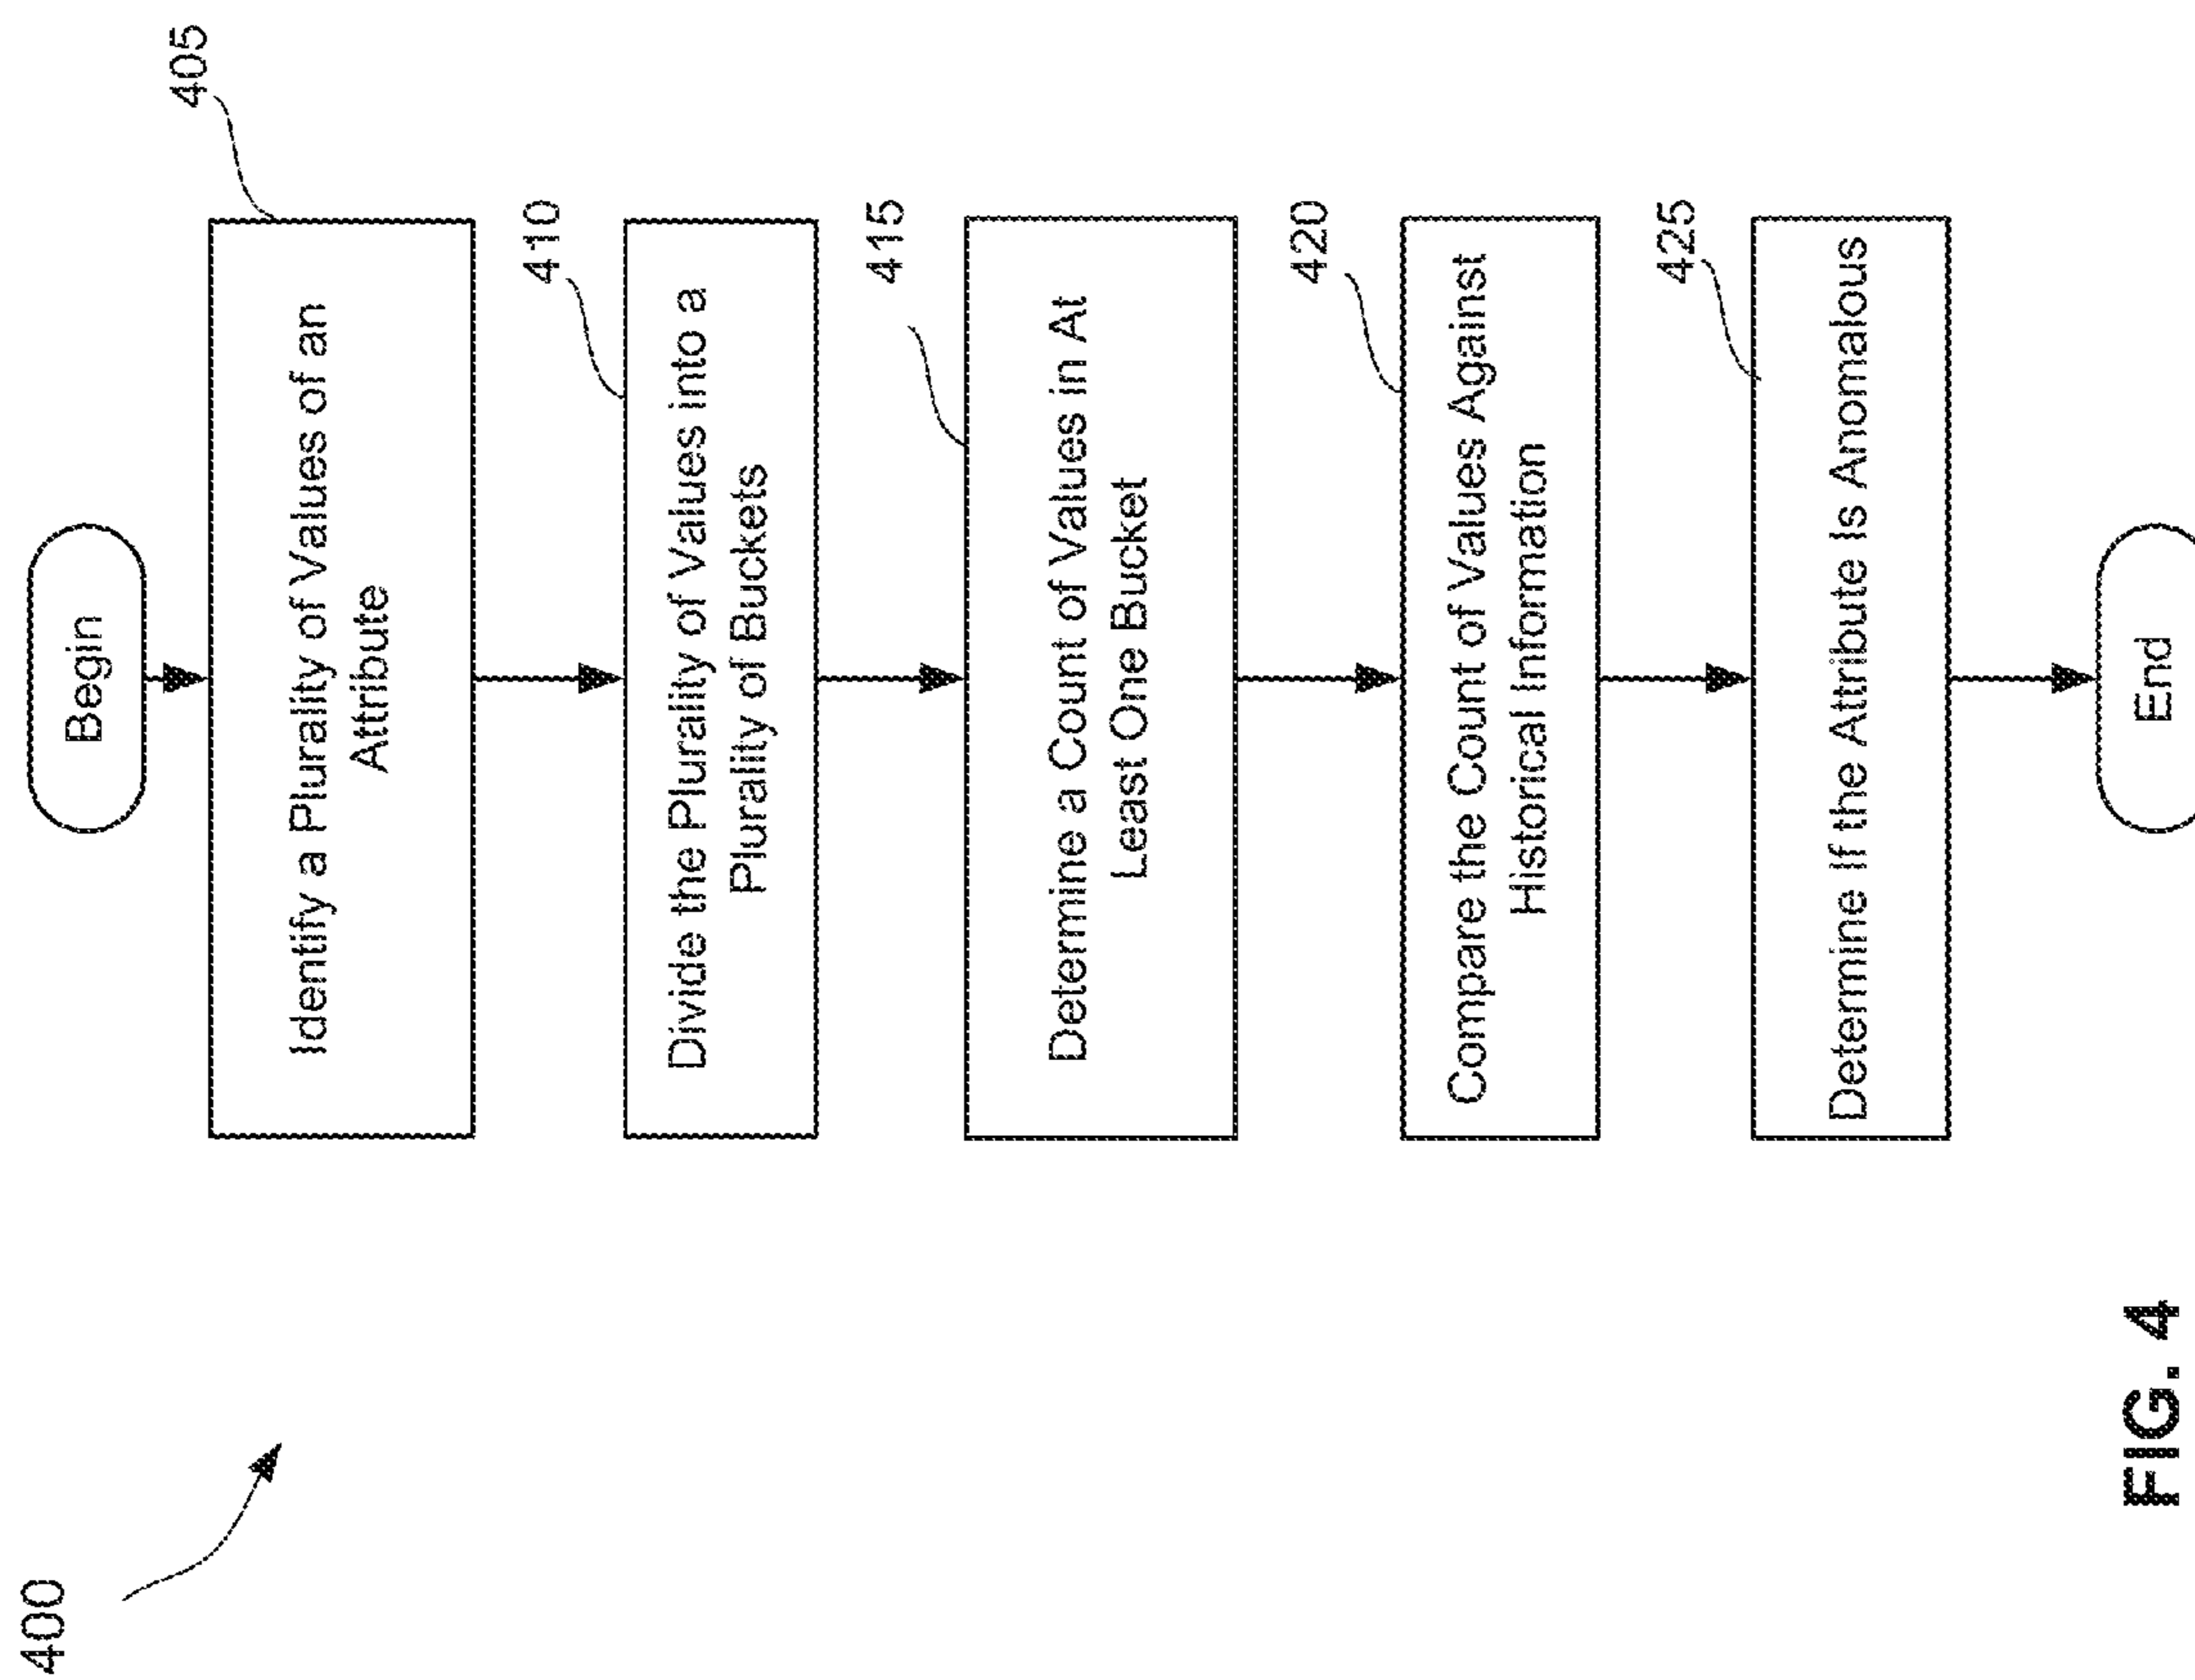 400
Begin
405
Identify a Plurality of Values of an
Attribute
410
Divide the Plurality of Values into a
Plurality of Buckets
415
Determine a Count of Values in At
Least One Bucket
420
Compare the Count of Values Against
Historical Information
425
Determine If the Attribute Is Anomalous
End
FIG. 4